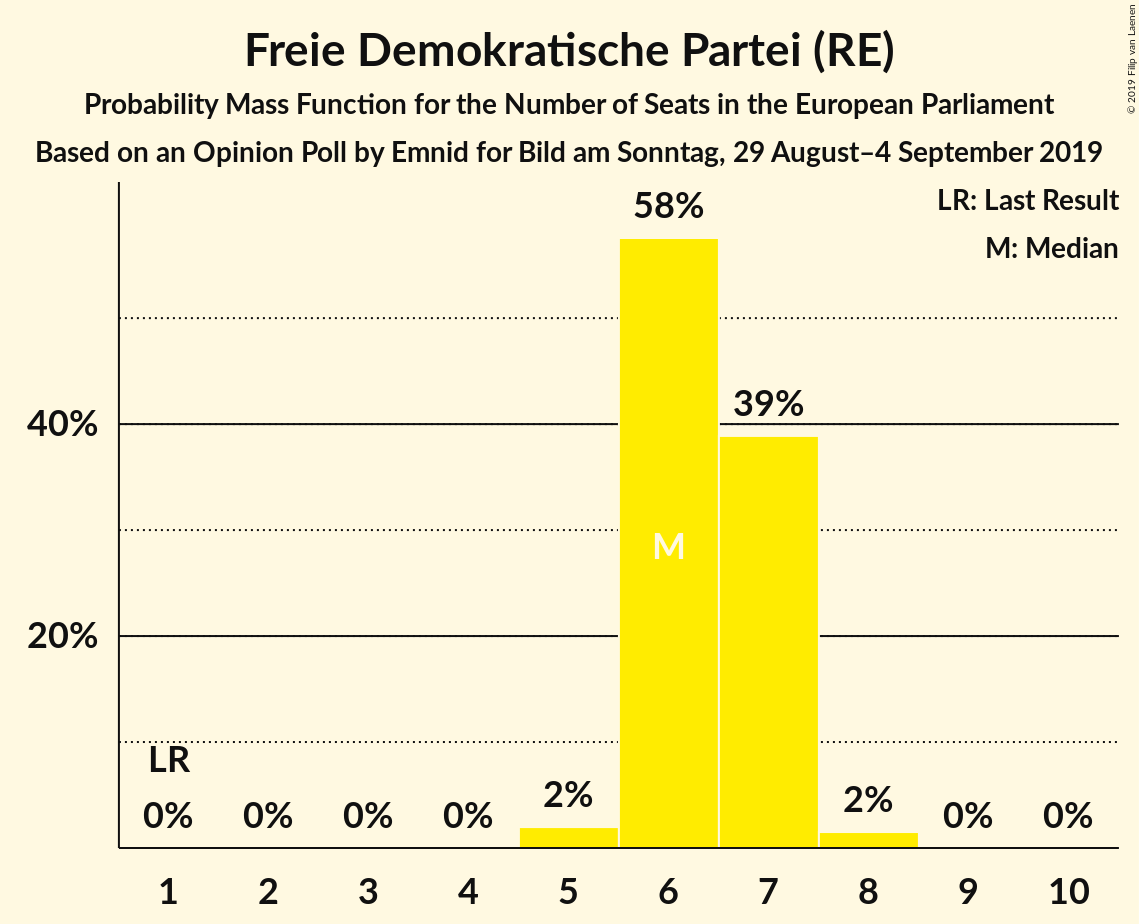 Freie Demokratische Partei (RE)
Probability Mass Function for the Number of Seats in the European Parliament
Based on an Opinion Poll by Emnid for Bild am Sonntag, 29 August–4 September 2019
© 2019 Filip van Laenen
LR: Last Result
M: Median
58%
39%
40%
M
20%
LR
2%
2%
0% 0% 0% 0% 0% 0%
1 2 3 4 5 6 7 8 9 10